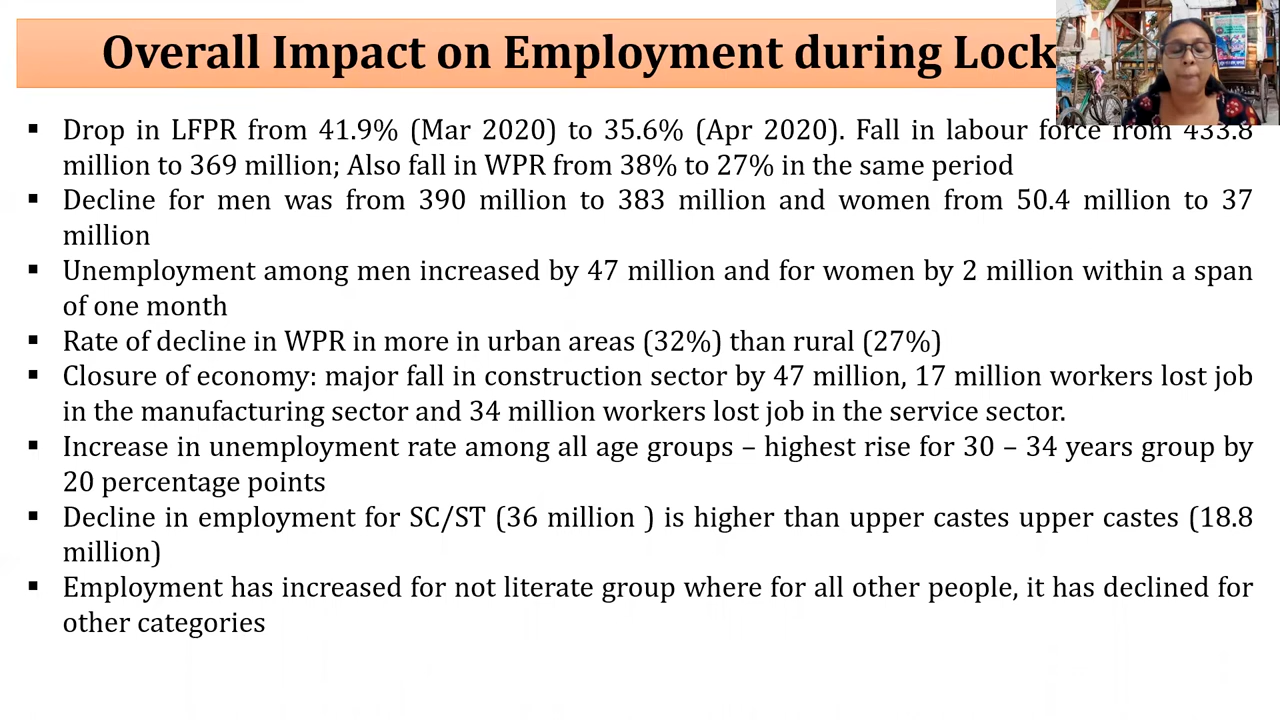 Overall Impact on Employment during Lock
▪ Drop in LFPR from 41.9% (Mar 2020) to 35.6% (Apr 2020). Fall in labour force from 433.8
million to 369 million; Also fall in WPR from 38% to 27% in the same period
▪ Decline for men was from 390 million to 383 million and women from 50.4 million to 37
million
▪ Unemployment among men increased by 47 million and for women by 2 million within a span
of one month
▪ Rate of decline in WPR in more in urban areas (32%) than rural (27%)
▪ Closure of economy: major fall in construction sector by 47 million, 17 million workers lost job
in the manufacturing sector and 34 million workers lost job in the service sector.
▪ Increase in unemployment rate among all age groups – highest rise for 30 – 34 years group by
20 percentage points
▪ Decline in employment for SC/ST (36 million ) is higher than upper castes upper castes (18.8
million)
▪ Employment has increased for not literate group where for all other people, it has declined for
other categories